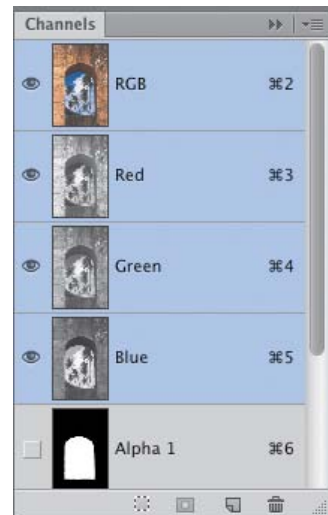 Channels
RGB ⌘2
Red ⌘3
Green ⌘4
Blue ⌘5
Alpha 1 ⌘6